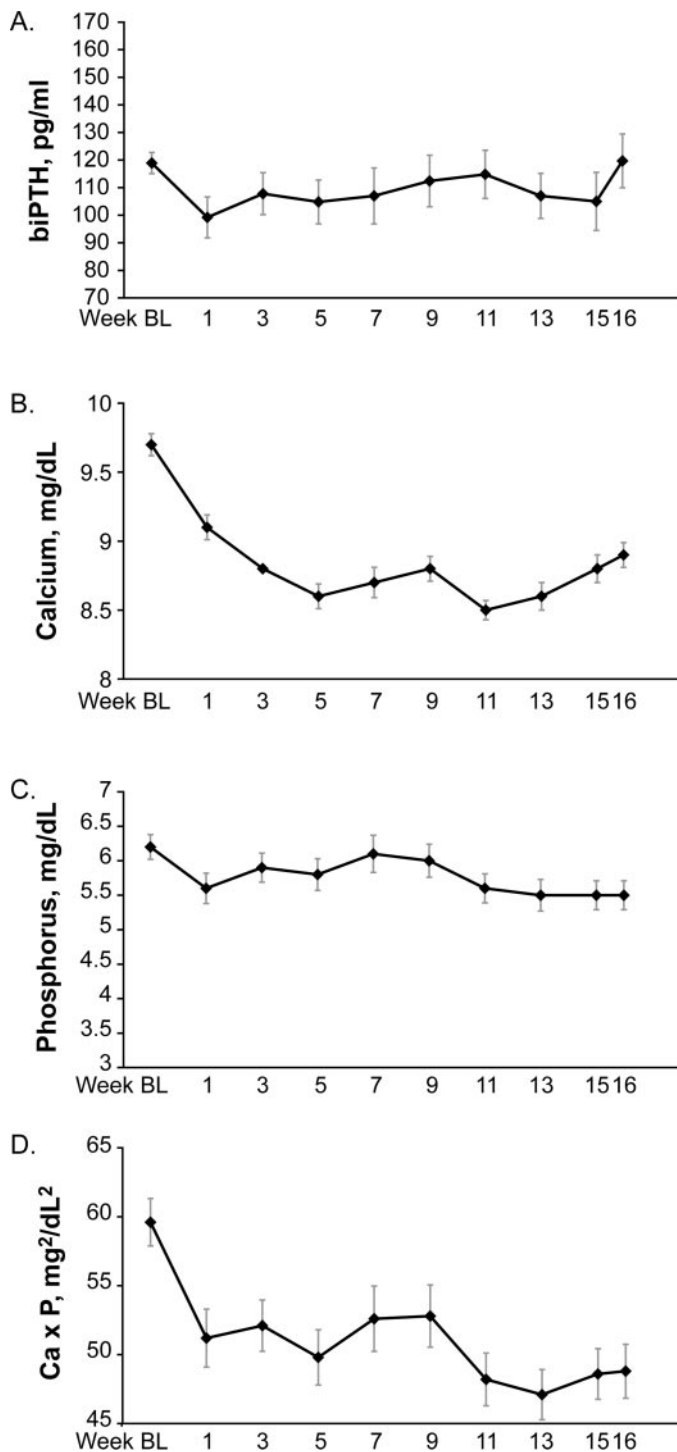 A.
biPTH, pg/ml
170
160
150
140
130
120
110
100
90
80
70
Week BL 1 3 5 7 9 11 13 15 16
B.
Calcium, mg/dL
10
9.5
9
8.5
8
Week BL 1 3 5 7 9 11 13 15 16
C.
Phosphorus, mg/dL
7
6.5
6
5.5
5
4.5
4
3.5
3
Week BL 1 3 5 7 9 11 13 15 16
D.
Ca x P, mg²/dL²
65
60
55
50
45
Week BL 1 3 5 7 9 11 13 15 16